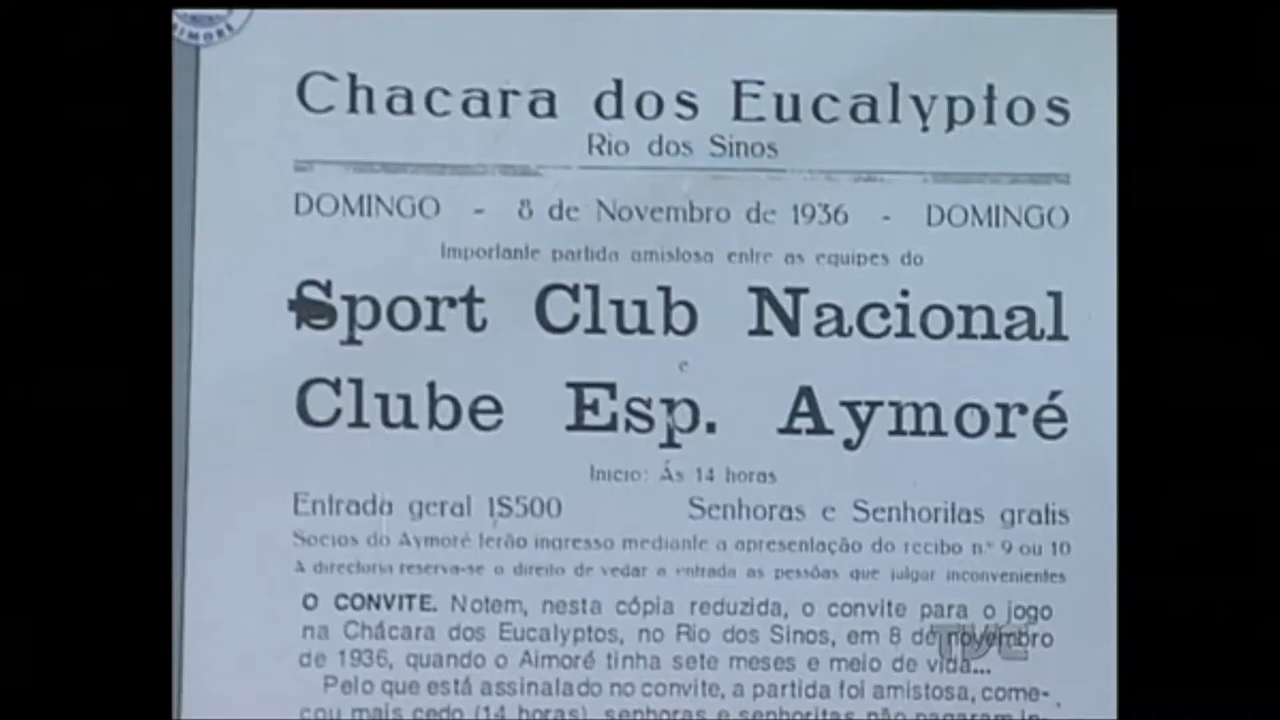 AIMORÉ
Chacara dos Eucalyptos
Rio dos Sinos
DOMINGO - 8 de Novembro de 1936 - DOMINGO
Importante partida amistosa entre as equipes do
Sport Club Nacional
e
Clube Esp. Aymoré
Inicio: Ás 14 horas
Entrada geral 1$500 Senhoras e Senhoritas gratis
Socios do Aymoré terão ingresso mediante a apresentação do recibo n.º 9 ou 10
A directoria reserva-se o direito de vedar a entrada as pessôas que julgar inconvenientes
O CONVITE. Notem, nesta cópia reduzida, o convite para o jogo
na Chácara dos Eucalyptos, no Rio dos Sinos, em 8 de novembro
de 1936, quando o Aimoré tinha sete meses e meio de vida...
Pelo que está assinalado no convite, a partida foi amistosa, come-
çou mais cedo (14 horas), senhoras e senhoritas não pagaram in-